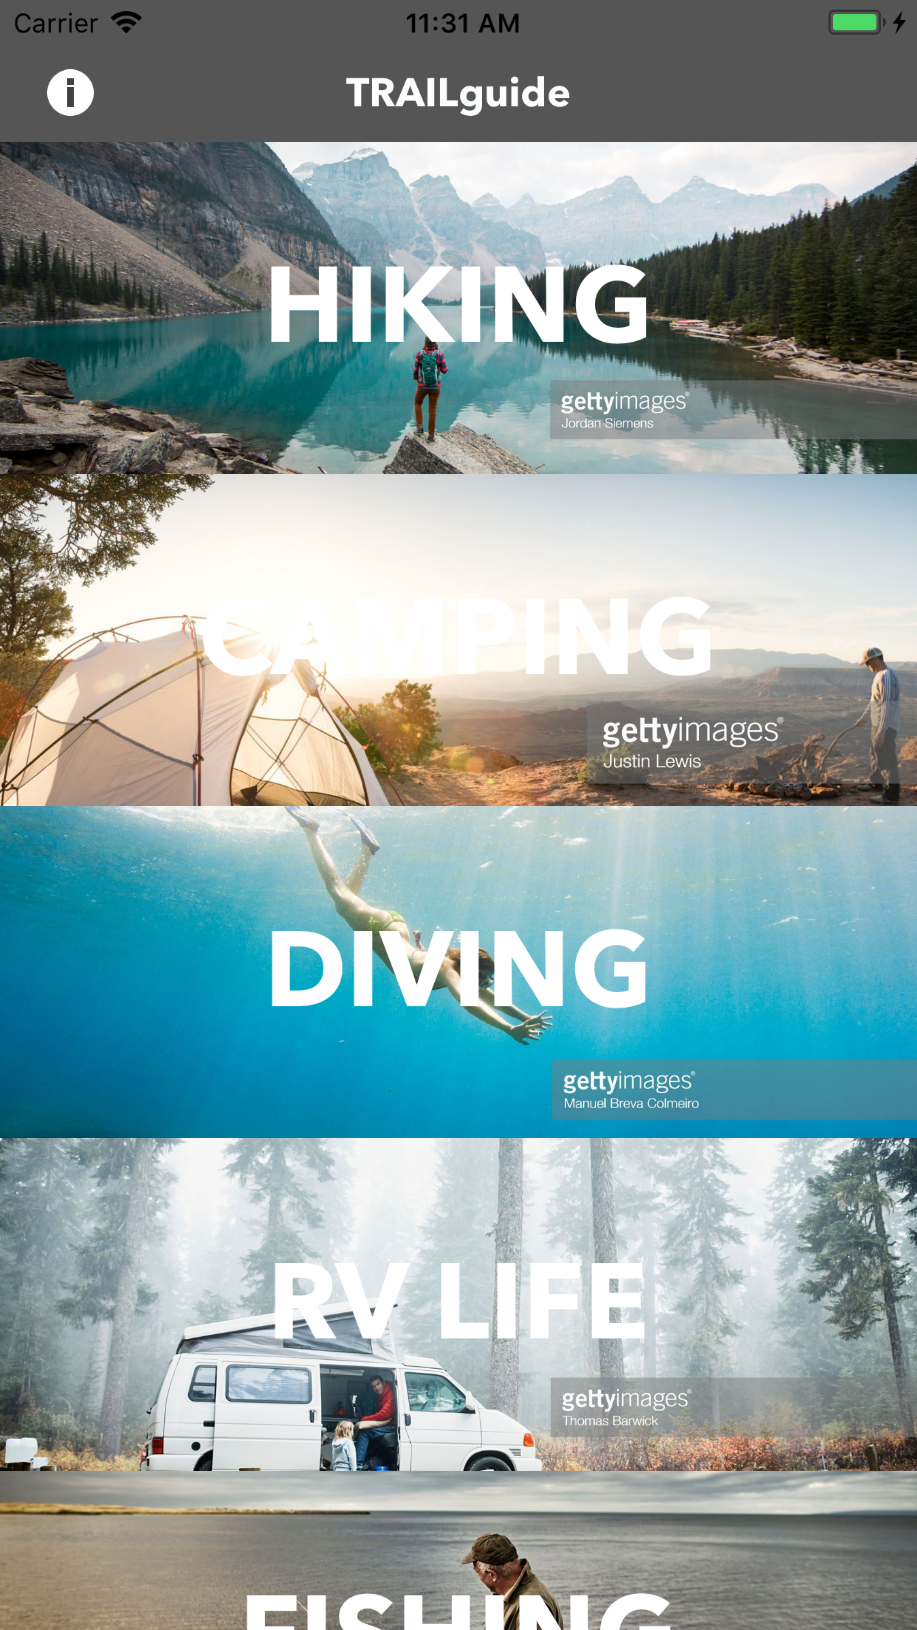 Carrier 11:31 AM
TRAILguide
HIKING
gettyimages®
Jordan Siemens
CAMPING
gettyimages®
Justin Lewis
DIVING
gettyimages®
Manuel Breva Colmeiro
RV LIFE
gettyimages®
Thomas Barwick
FISHING